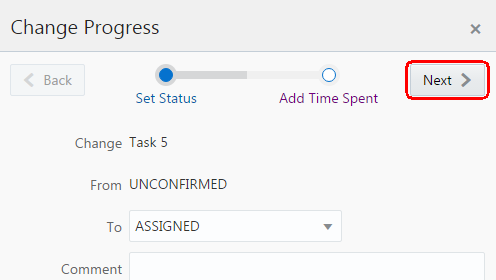 Change Progress
Back
Set Status
Add Time Spent
Next
Change Task 5
From UNCONFIRMED
To ASSIGNED
Comment